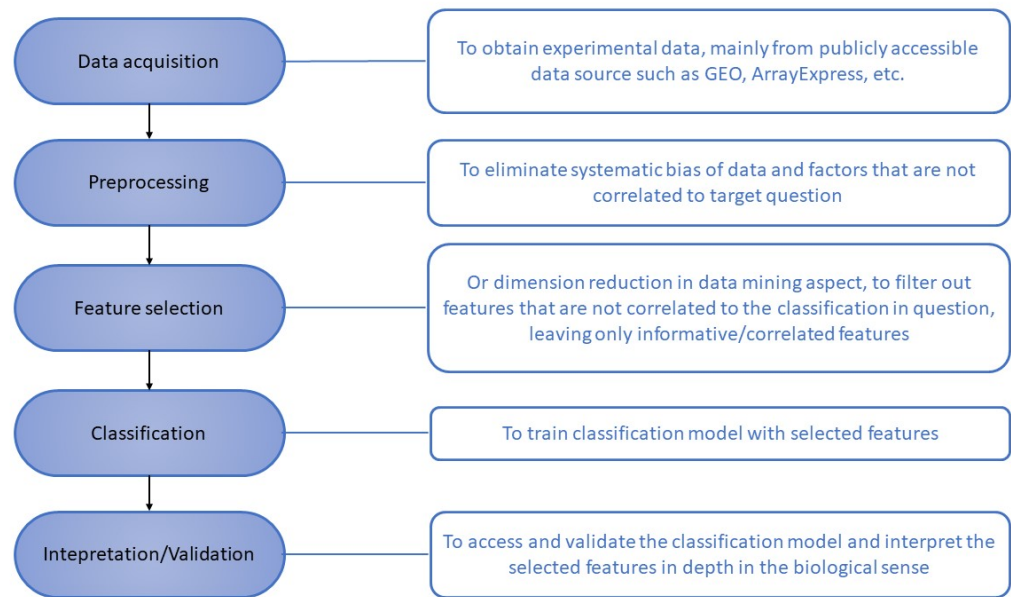 Data acquisition
To obtain experimental data, mainly from publicly accessible
data source such as GEO, ArrayExpress, etc.
Preprocessing
To eliminate systematic bias of data and factors that are not
correlated to target question
Feature selection
Or dimension reduction in data mining aspect, to filter out
features that are not correlated to the classification in question,
leaving only informative/correlated features
Classification
To train classification model with selected features
Intepretation/Validation
To access and validate the classification model and interpret the
selected features in depth in the biological sense